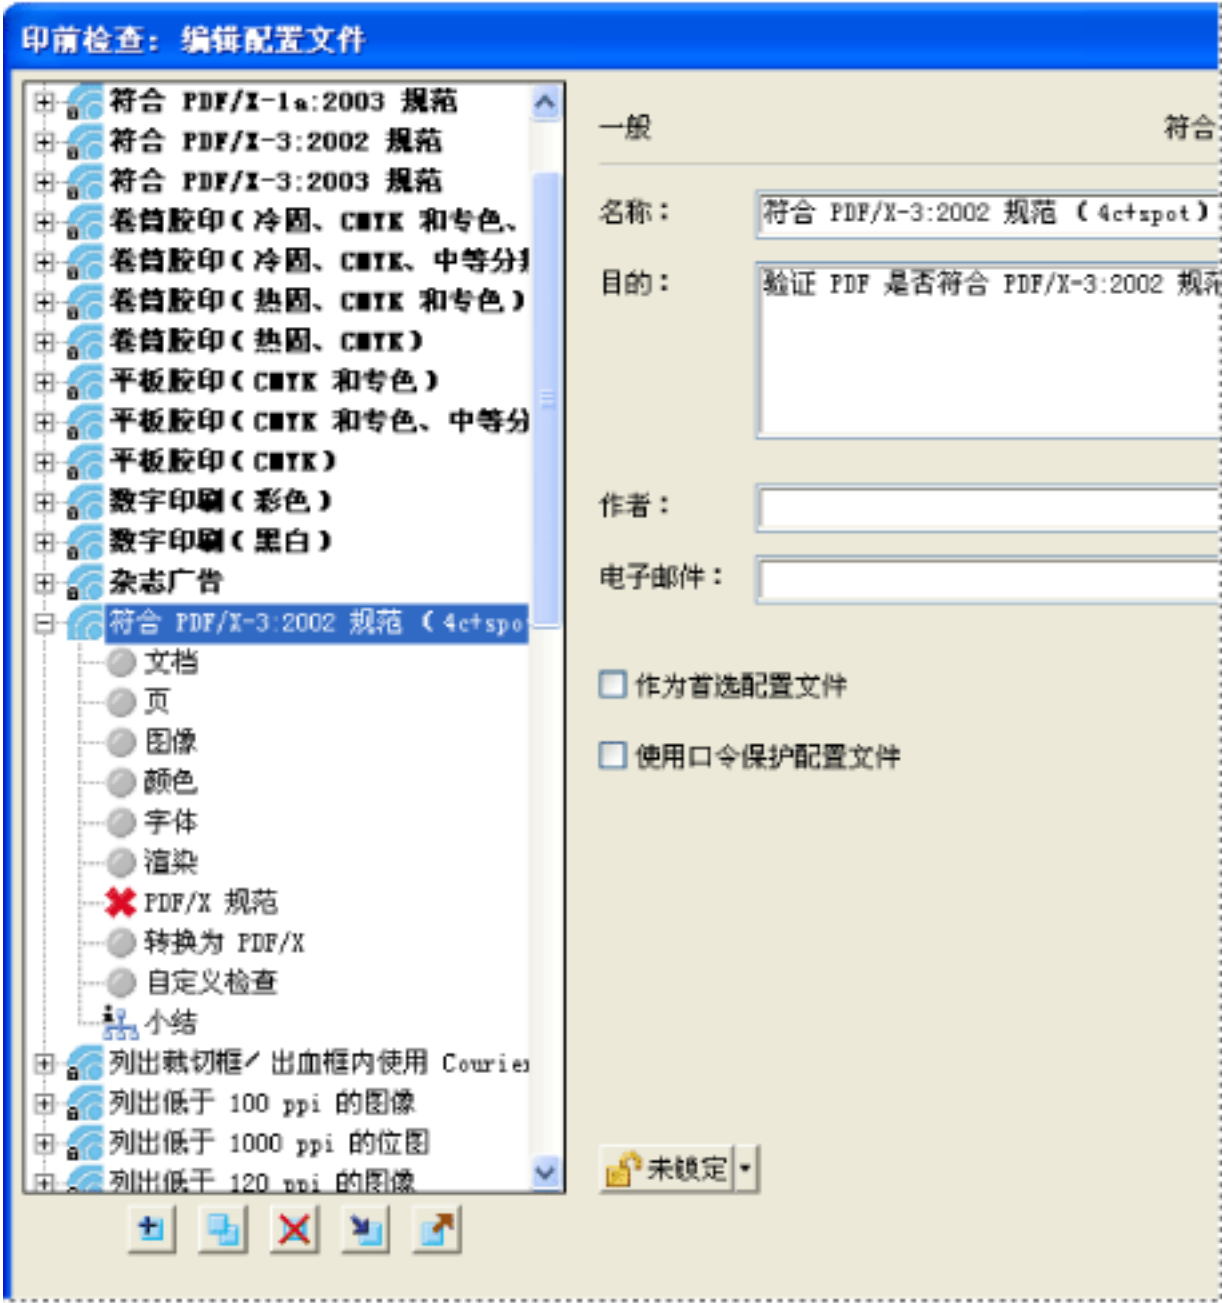 印前检查： 编辑配置文件
符合 PDF/X-1a:2003 规范
符合 PDF/X-3:2002 规范
符合 PDF/X-3:2003 规范
卷筒胶印(冷固、CMYK 和专色、
卷筒胶印(冷固、CMYK、中等分
卷筒胶印(热固、CMYK 和专色)
卷筒胶印(热固、CMYK)
平板胶印(CMYK 和专色)
平板胶印(CMYK 和专色、中等分
平板胶印(CMYK)
数字印刷(彩色)
数字印刷(黑白)
杂志广告
符合 PDF/X-3:2002 规范 (4c+spo
文档
页
图像
颜色
字体
渲染
PDF/X 规范
转换为 PDF/X
自定义检查
小结
列出裁切框/出血框内使用 Courier
列出低于 100 ppi 的图像
列出低于 1000 ppi 的位图
列出低于 120 ppi 的图像
一般
符合
名称：
符合 PDF/X-3:2002 规范 (4c+spot)
目的：
验证 PDF 是否符合 PDF/X-3:2002 规范
作者：
电子邮件：
作为首选配置文件
使用口令保护配置文件
未锁定